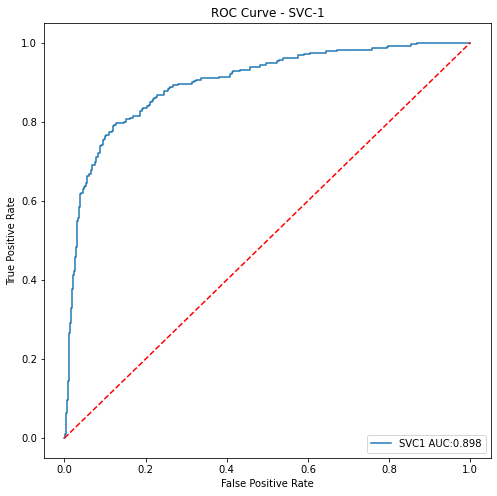 ROC Curve - SVC-1
1.0
0.8
0.6
0.4
0.2
0.0
True Positive Rate
0.0 0.2 0.4 0.6 0.8 1.0
False Positive Rate
SVC1 AUC:0.898